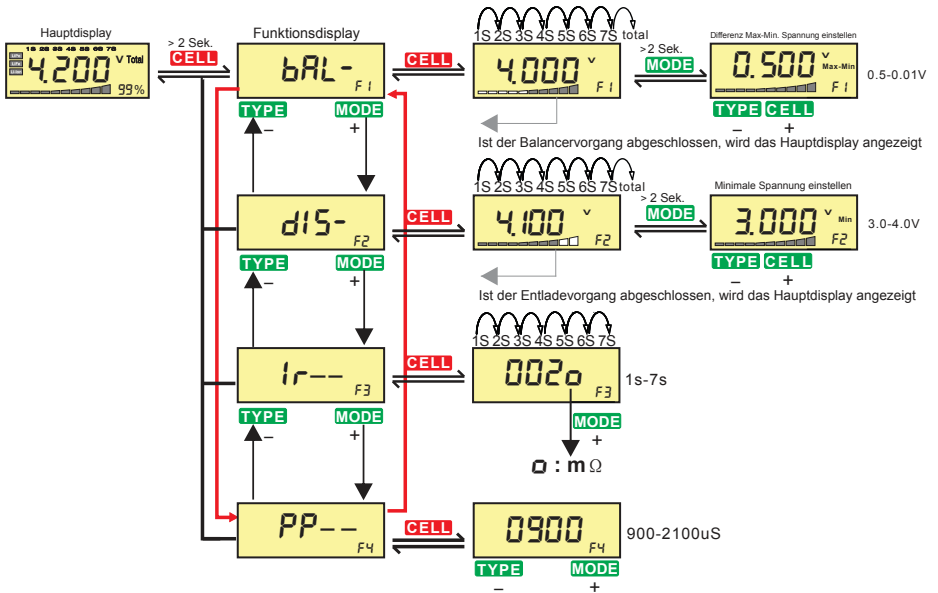 Hauptdisplay
1S 2S 3S 4S 5S 6S 7S
4.200 V Total
99%
> 2 Sek.
CELL
Funktionsdisplay
bAL-
F1
CELL
1S 2S 3S 4S 5S 6S 7S total
4.000 v
F1
>2 Sek.
MODE
Differenz Max-Min. Spannung einstellen
0.500 v
Max-Min
F1
0.5-0.01V
TYPE MODE
– +
TYPE CELL
– +
Ist der Balancervorgang abgeschlossen, wird das Hauptdisplay angezeigt
dIS-
F2
CELL
1S 2S 3S 4S 5S 6S 7S total
4.100 v
F2
> 2 Sek.
MODE
Minimale Spannung einstellen
3.000 v
Min
F2
3.0-4.0V
TYPE MODE
– +
TYPE CELL
– +
Ist der Entladevorgang abgeschlossen, wird das Hauptdisplay angezeigt
Ir--
F3
CELL
1S 2S 3S 4S 5S 6S 7S
002o
F3
1s-7s
TYPE MODE
– +
MODE
+
o : m Ω
PP--
F4
CELL
0900
F4
900-2100uS
TYPE MODE
– +